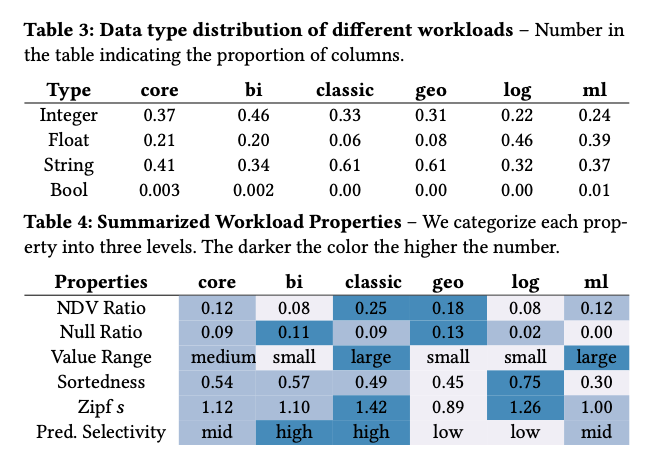 Table 3: Data type distribution of different workloads – Number in
the table indicating the proportion of columns.
Type core bi classic geo log ml
Integer 0.37 0.46 0.33 0.31 0.22 0.24
Float 0.21 0.20 0.06 0.08 0.46 0.39
String 0.41 0.34 0.61 0.61 0.32 0.37
Bool 0.003 0.002 0.00 0.00 0.00 0.01
Table 4: Summarized Workload Properties – We categorize each prop-
erty into three levels. The darker the color the higher the number.
Properties core bi classic geo log ml
NDV Ratio 0.12 0.08 0.25 0.18 0.08 0.12
Null Ratio 0.09 0.11 0.09 0.13 0.02 0.00
Value Range medium small large small small large
Sortedness 0.54 0.57 0.49 0.45 0.75 0.30
Zipf s 1.12 1.10 1.42 0.89 1.26 1.00
Pred. Selectivity mid high high low low mid